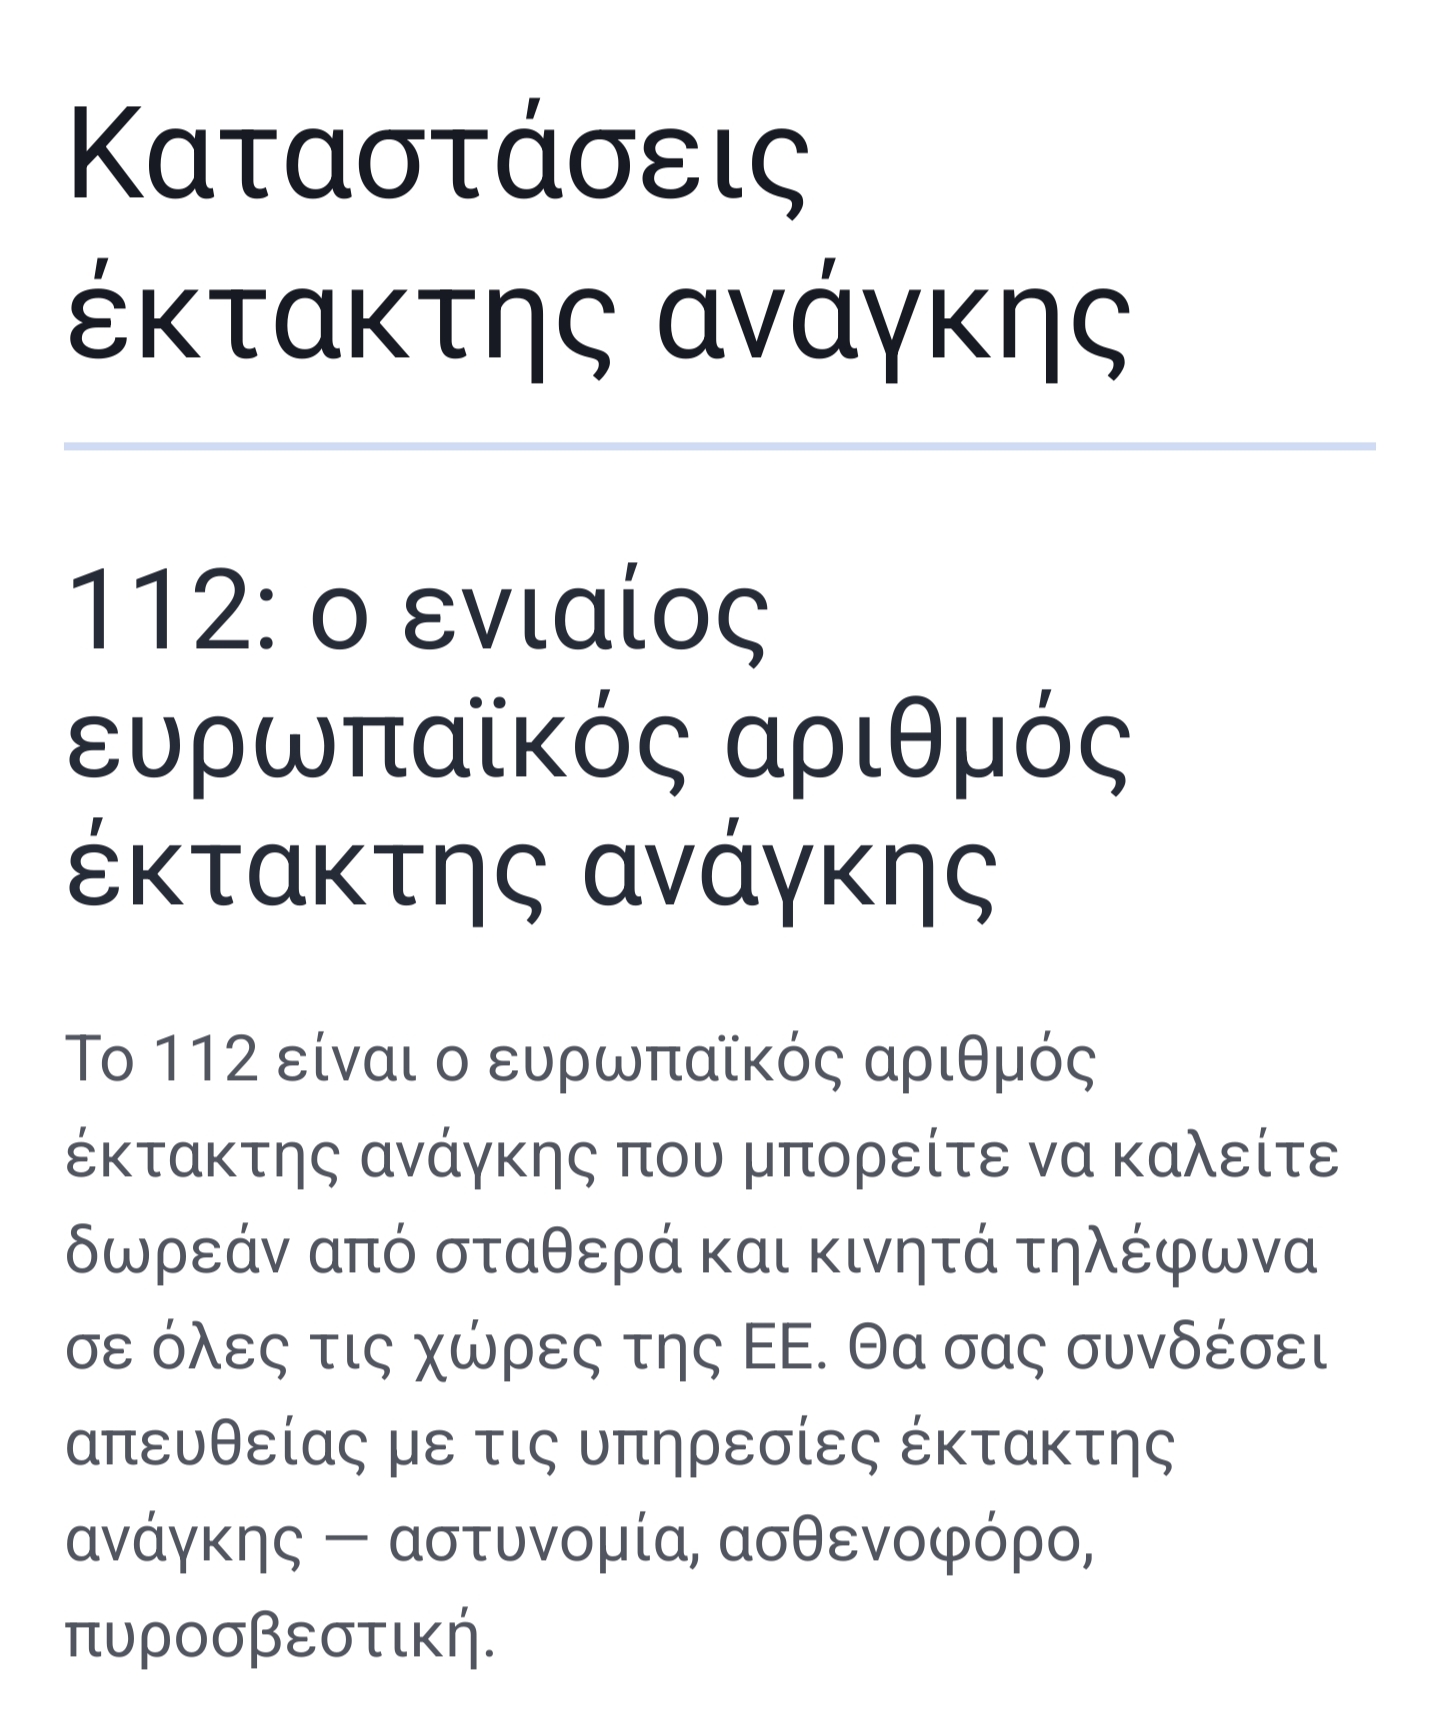 Καταστάσεις
έκτακτης ανάγκης
112: ο ενιαίος
ευρωπαϊκός αριθμός
έκτακτης ανάγκης
Το 112 είναι ο ευρωπαϊκός αριθμός
έκτακτης ανάγκης που μπορείτε να καλείτε
δωρεάν από σταθερά και κινητά τηλέφωνα
σε όλες τις χώρες της ΕΕ. Θα σας συνδέσει
απευθείας με τις υπηρεσίες έκτακτης
ανάγκης — αστυνομία, ασθενοφόρο,
πυροσβεστική.